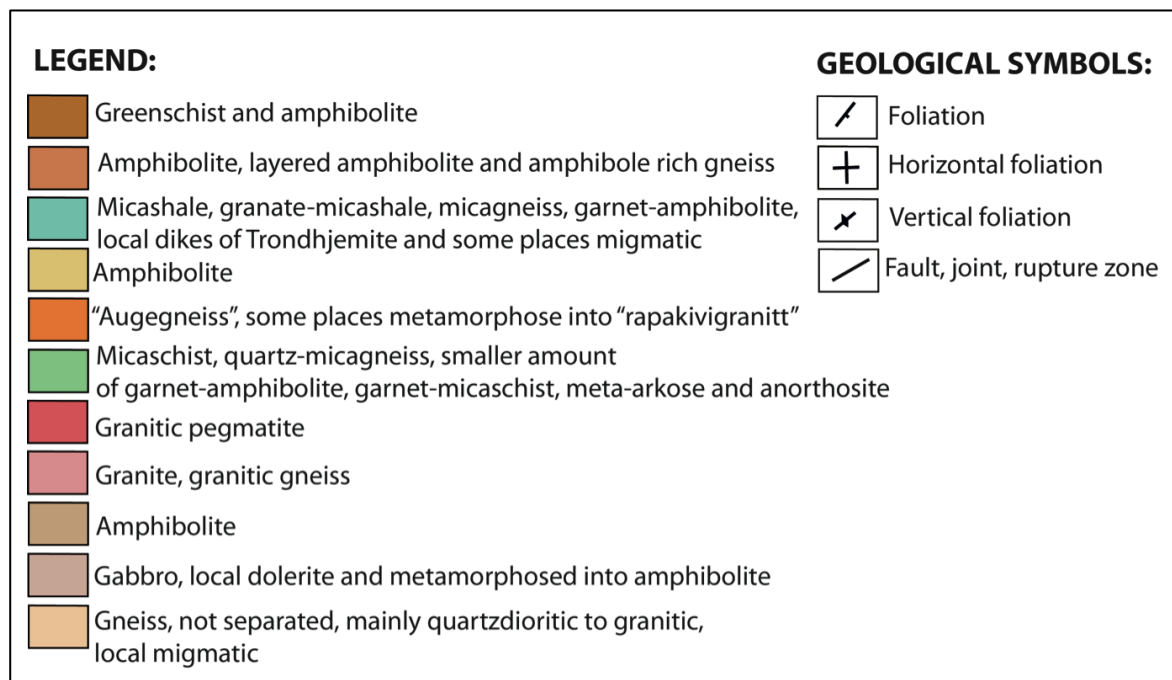 LEGEND:
Greenschist and amphibolite
Amphibolite, layered amphibolite and amphibole rich gneiss
Micashale, granate-micashale, micagneiss, garnet-amphibolite,
local dikes of Trondhjemite and some places migmatic
Amphibolite
“Augegneiss”, some places metamorphose into “rapakivigranitt”
Micaschist, quartz-micagneiss, smaller amount
of garnet-amphibolite, garnet-micaschist, meta-arkose and anorthosite
Granitic pegmatite
Granite, granitic gneiss
Amphibolite
Gabbro, local dolerite and metamorphosed into amphibolite
Gneiss, not separated, mainly quartzdioritic to granitic,
local migmatic
GEOLOGICAL SYMBOLS:
Foliation
Horizontal foliation
Vertical foliation
Fault, joint, rupture zone